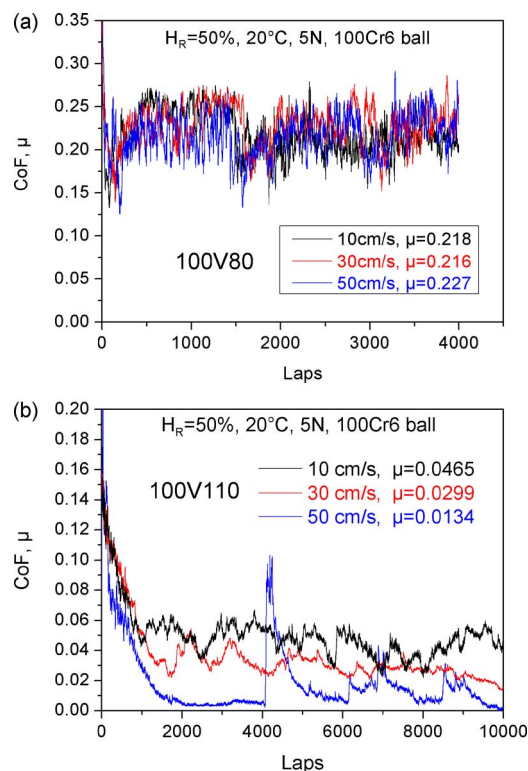 (a)
H_R=50%, 20°C, 5N, 100Cr6 ball
0.35
0.30
0.25
0.20
0.15
0.10
0.05
0.00
CoF, μ
10cm/s, μ=0.218
30cm/s, μ=0.216
50cm/s, μ=0.227
100V80
0 1000 2000 3000 4000
Laps
(b)
H_R=50%, 20°C, 5N, 100Cr6 ball
0.20
0.18
0.16
0.14
0.12
0.10
0.08
0.06
0.04
0.02
0.00
CoF, μ
100V110
10 cm/s, μ=0.0465
30 cm/s, μ=0.0299
50 cm/s, μ=0.0134
0 2000 4000 6000 8000 10000
Laps